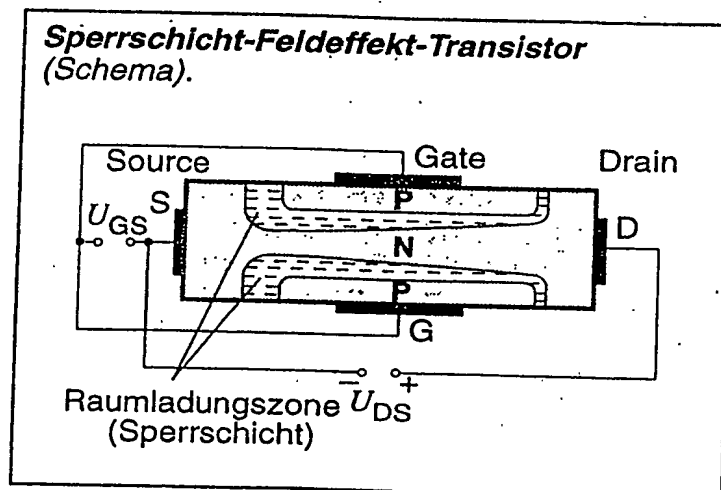 Sperrschicht-Feldeffekt-Transistor
(Schema).
Source Gate Drain
S P D
U_GS
N
P
G
− U_DS +
Raumladungszone
(Sperrschicht)